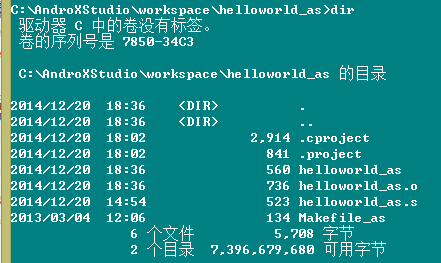 C:\AndroXStudio\workspace\helloworld_as>dir
驱动器 C 中的卷没有标签。
卷的序列号是 7850-34C3
C:\AndroXStudio\workspace\helloworld_as 的目录
2014/12/20 18:36 <DIR> .
2014/12/20 18:36 <DIR> ..
2014/12/20 18:02 2,914 .cproject
2014/12/20 18:02 841 .project
2014/12/20 18:36 560 helloworld_as
2014/12/20 18:36 736 helloworld_as.o
2014/12/20 14:54 523 helloworld_as.s
2013/03/04 12:06 134 Makefile_as
6 个文件 5,708 字节
2 个目录 7,396,679,680 可用字节